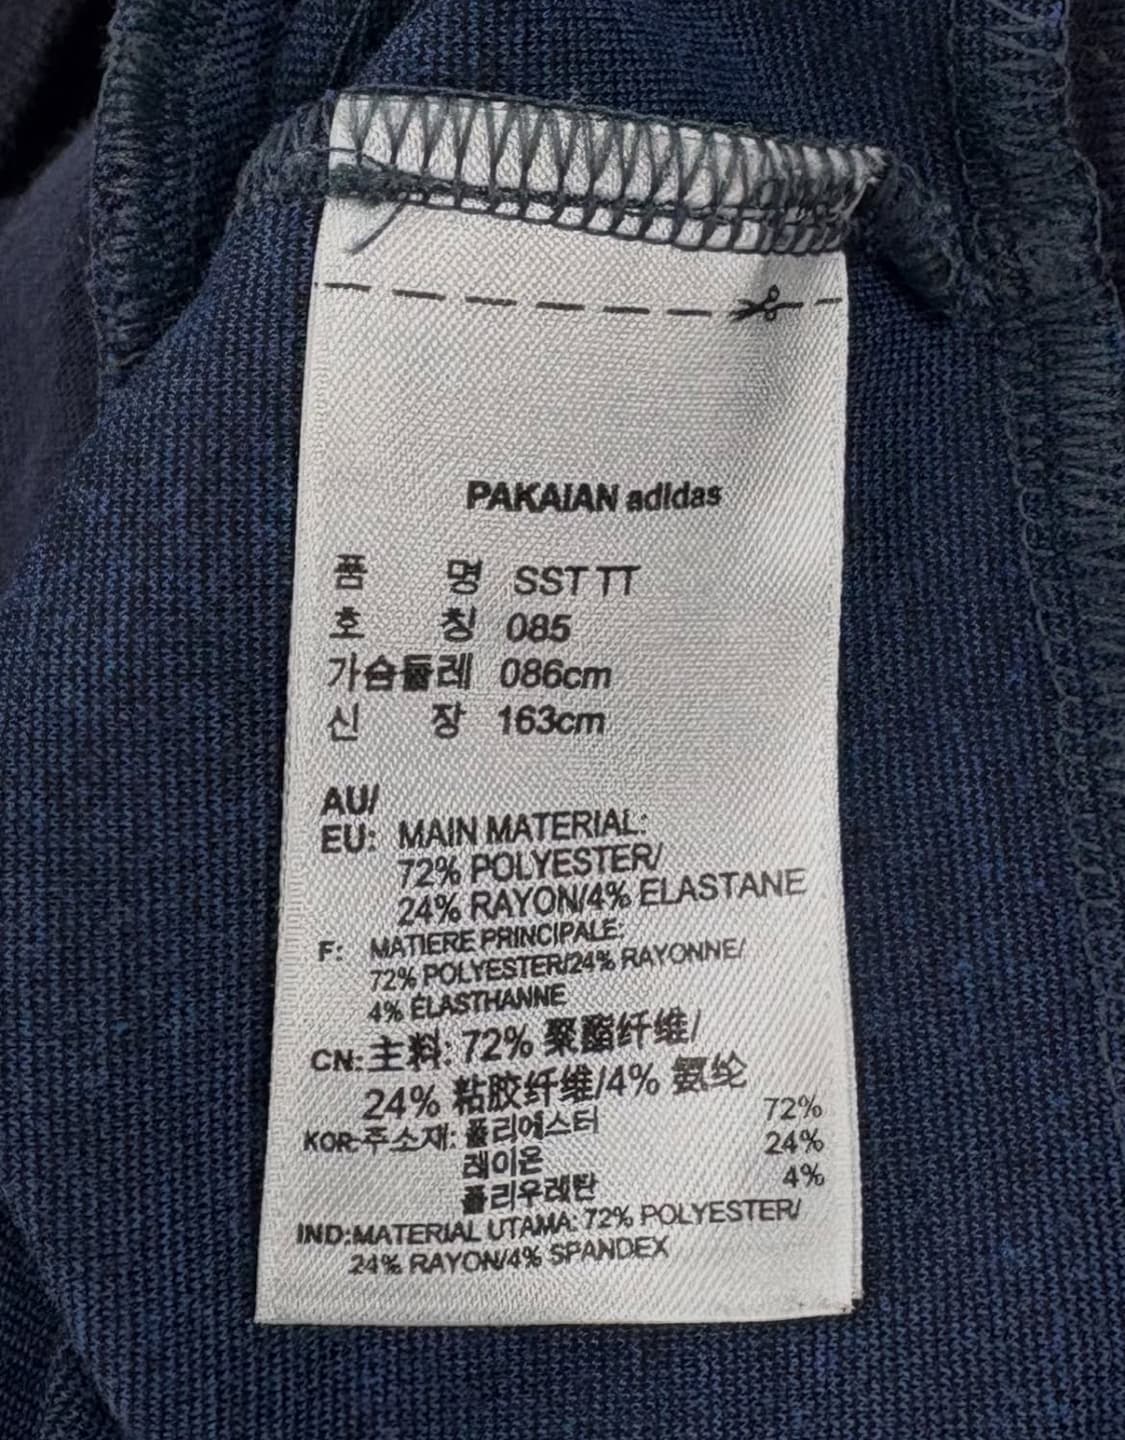 PAKAIAN adidas
품 명 SST TT
호 칭 085
가슴둘레 086cm
신 장 163cm
AU/
EU: MAIN MATERIAL:
72% POLYESTER/
24% RAYON/4% ELASTANE
F: MATIERE PRINCIPALE:
72% POLYESTER/24% RAYONNE/
4% ÉLASTHANNE
CN: 主料: 72% 聚酯纤维/
24% 粘胶纤维/4% 氨纶
KOR:주소재: 폴리에스터 72%
레이온 24%
폴리우레탄 4%
IND:MATERIAL UTAMA: 72% POLYESTER/
24% RAYON/4% SPANDEX